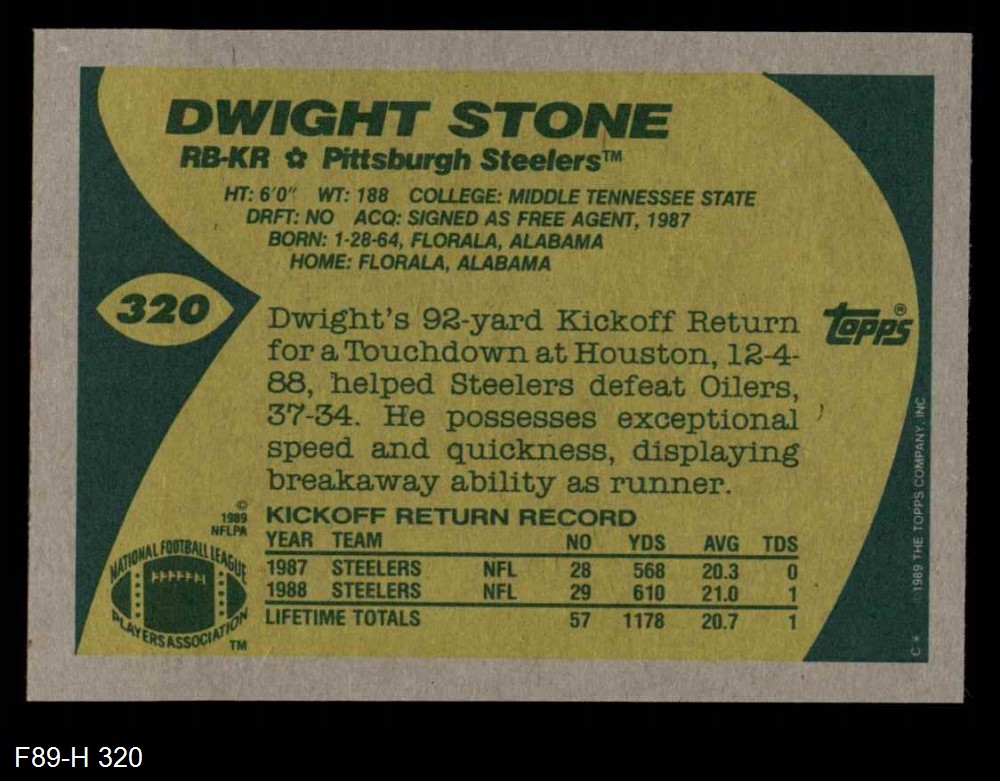 DWIGHT STONE
RB-KR ✿ Pittsburgh Steelers™
HT: 6'0" WT: 188 COLLEGE: MIDDLE TENNESSEE STATE
DRFT: NO ACQ: SIGNED AS FREE AGENT, 1987
BORN: 1-28-64, FLORALA, ALABAMA
HOME: FLORALA, ALABAMA
320
Dwight's 92-yard Kickoff Return
for a Touchdown at Houston, 12-4-
88, helped Steelers defeat Oilers,
37-34. He possesses exceptional
speed and quickness, displaying
breakaway ability as runner.
topps®
© 1989 THE TOPPS COMPANY, INC
C*
©
1989
NFLPA
NATIONAL FOOTBALL LEAGUE
PLAYERS ASSOCIATION
TM
KICKOFF RETURN RECORD
YEAR TEAM NO YDS AVG TDS
1987 STEELERS NFL 28 568 20.3 0
1988 STEELERS NFL 29 610 21.0 1
LIFETIME TOTALS 57 1178 20.7 1
F89-H 320